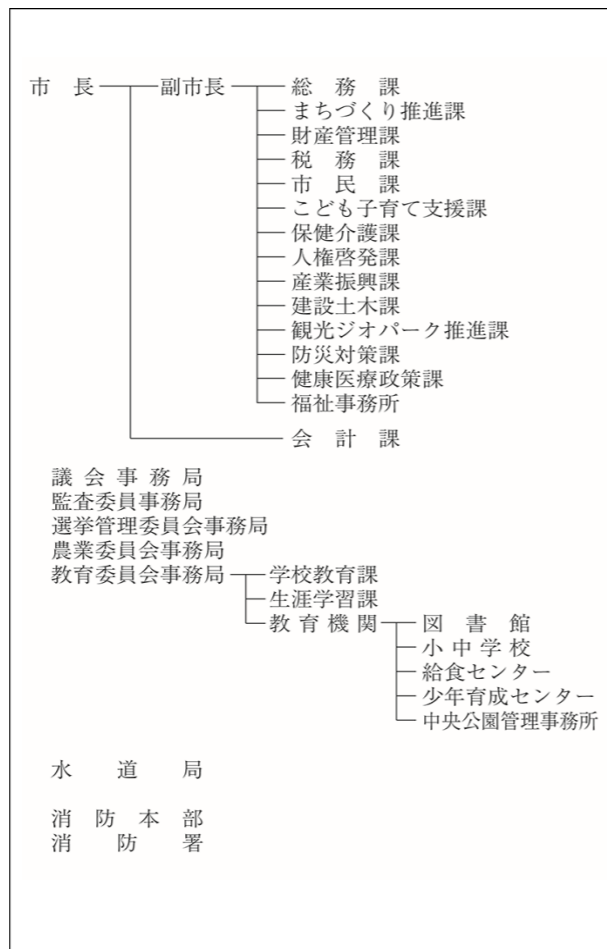 市長 副市長 総務課
まちづくり推進課
財産管理課
税務課
市民課
こども子育て支援課
保健介護課
人権啓発課
産業振興課
建設土木課
観光ジオパーク推進課
防災対策課
健康医療政策課
福祉事務所
会計課
議会事務局
監査委員事務局
選挙管理委員会事務局
農業委員会事務局
教育委員会事務局 学校教育課
生涯学習課
教育機関 図書館
小中学校
給食センター
少年育成センター
中央公園管理事務所
水道局
消防本部
消防署